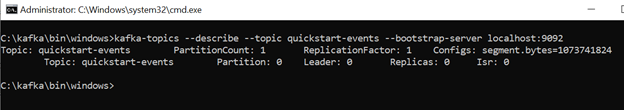 Administrator: C:\Windows\system32\cmd.exe
C:\kafka\bin\windows>kafka-topics --describe --topic quickstart-events --bootstrap-server localhost:9092
Topic: quickstart-events PartitionCount: 1 ReplicationFactor: 1 Configs: segment.bytes=1073741824
Topic: quickstart-events Partition: 0 Leader: 0 Replicas: 0 Isr: 0
C:\kafka\bin\windows>